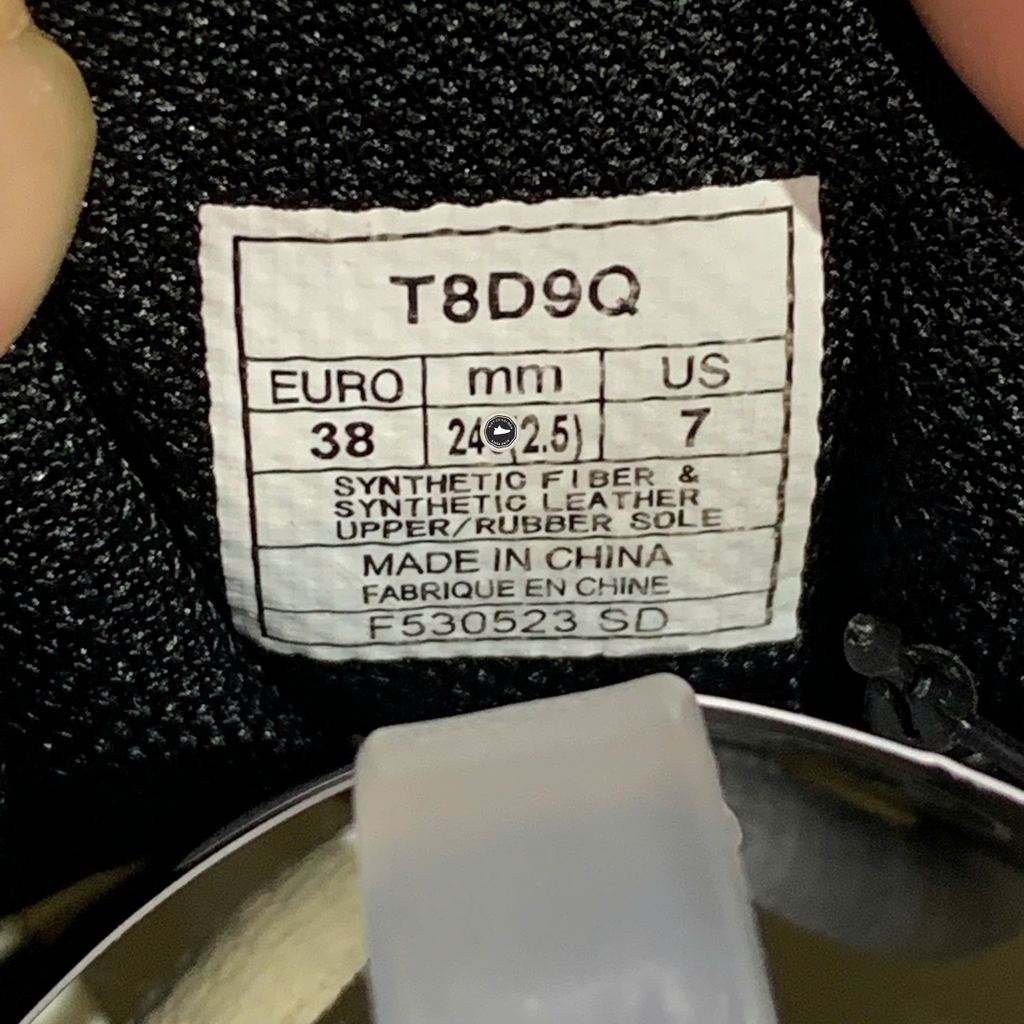 T8D9Q
EURO mm US
38 24 (2.5) 7
SYNTHETIC FIBER &
SYNTHETIC LEATHER
UPPER/RUBBER SOLE
MADE IN CHINA
FABRIQUE EN CHINE
F530523 SD